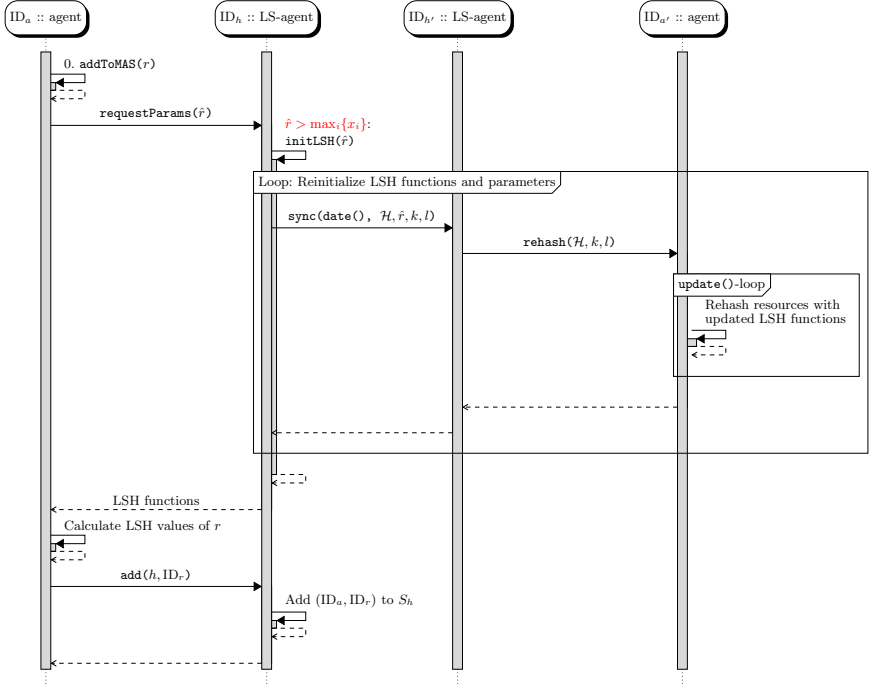 ID_a :: agent
ID_h :: LS-agent
ID_{h′} :: LS-agent
ID_{a′} :: agent
0. addToMAS(r)
requestParams(r̂)
r̂ > max_i{x_i}:
initLSH(r̂)
Loop: Reinitialize LSH functions and parameters
sync(date(), ℋ, r̂, k, l)
rehash(ℋ, k, l)
update()-loop
Rehash resources with
updated LSH functions
LSH functions
Calculate LSH values of r
add(h, ID_r)
Add (ID_a, ID_r) to S_h